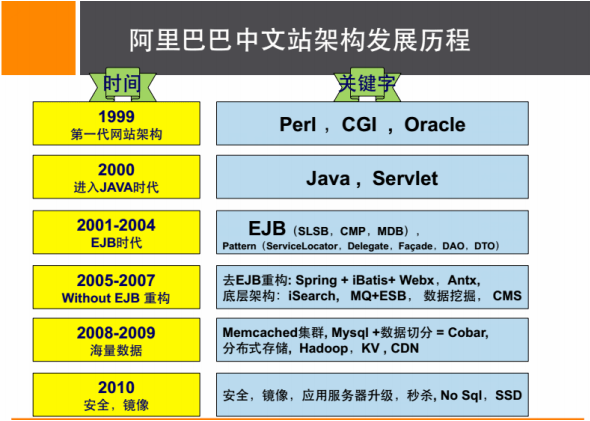 阿里巴巴中文站架构发展历程
时间
关键字
1999
第一代网站架构
Perl ，CGI ，Oracle
2000
进入JAVA时代
Java ，Servlet
2001-2004
EJB时代
EJB（SLSB，CMP，MDB），
Pattern（ServiceLocator，Delegate，Façade，DAO，DTO）
2005-2007
Without EJB 重构
去EJB重构: Spring + iBatis+ Webx，Antx,
底层架构：iSearch， MQ+ESB， 数据挖掘， CMS
2008-2009
海量数据
Memcached集群, Mysql +数据切分 = Cobar,
分布式存储, Hadoop，KV , CDN
2010
安全，镜像
安全，镜像，应用服务器升级，秒杀, No Sql，SSD